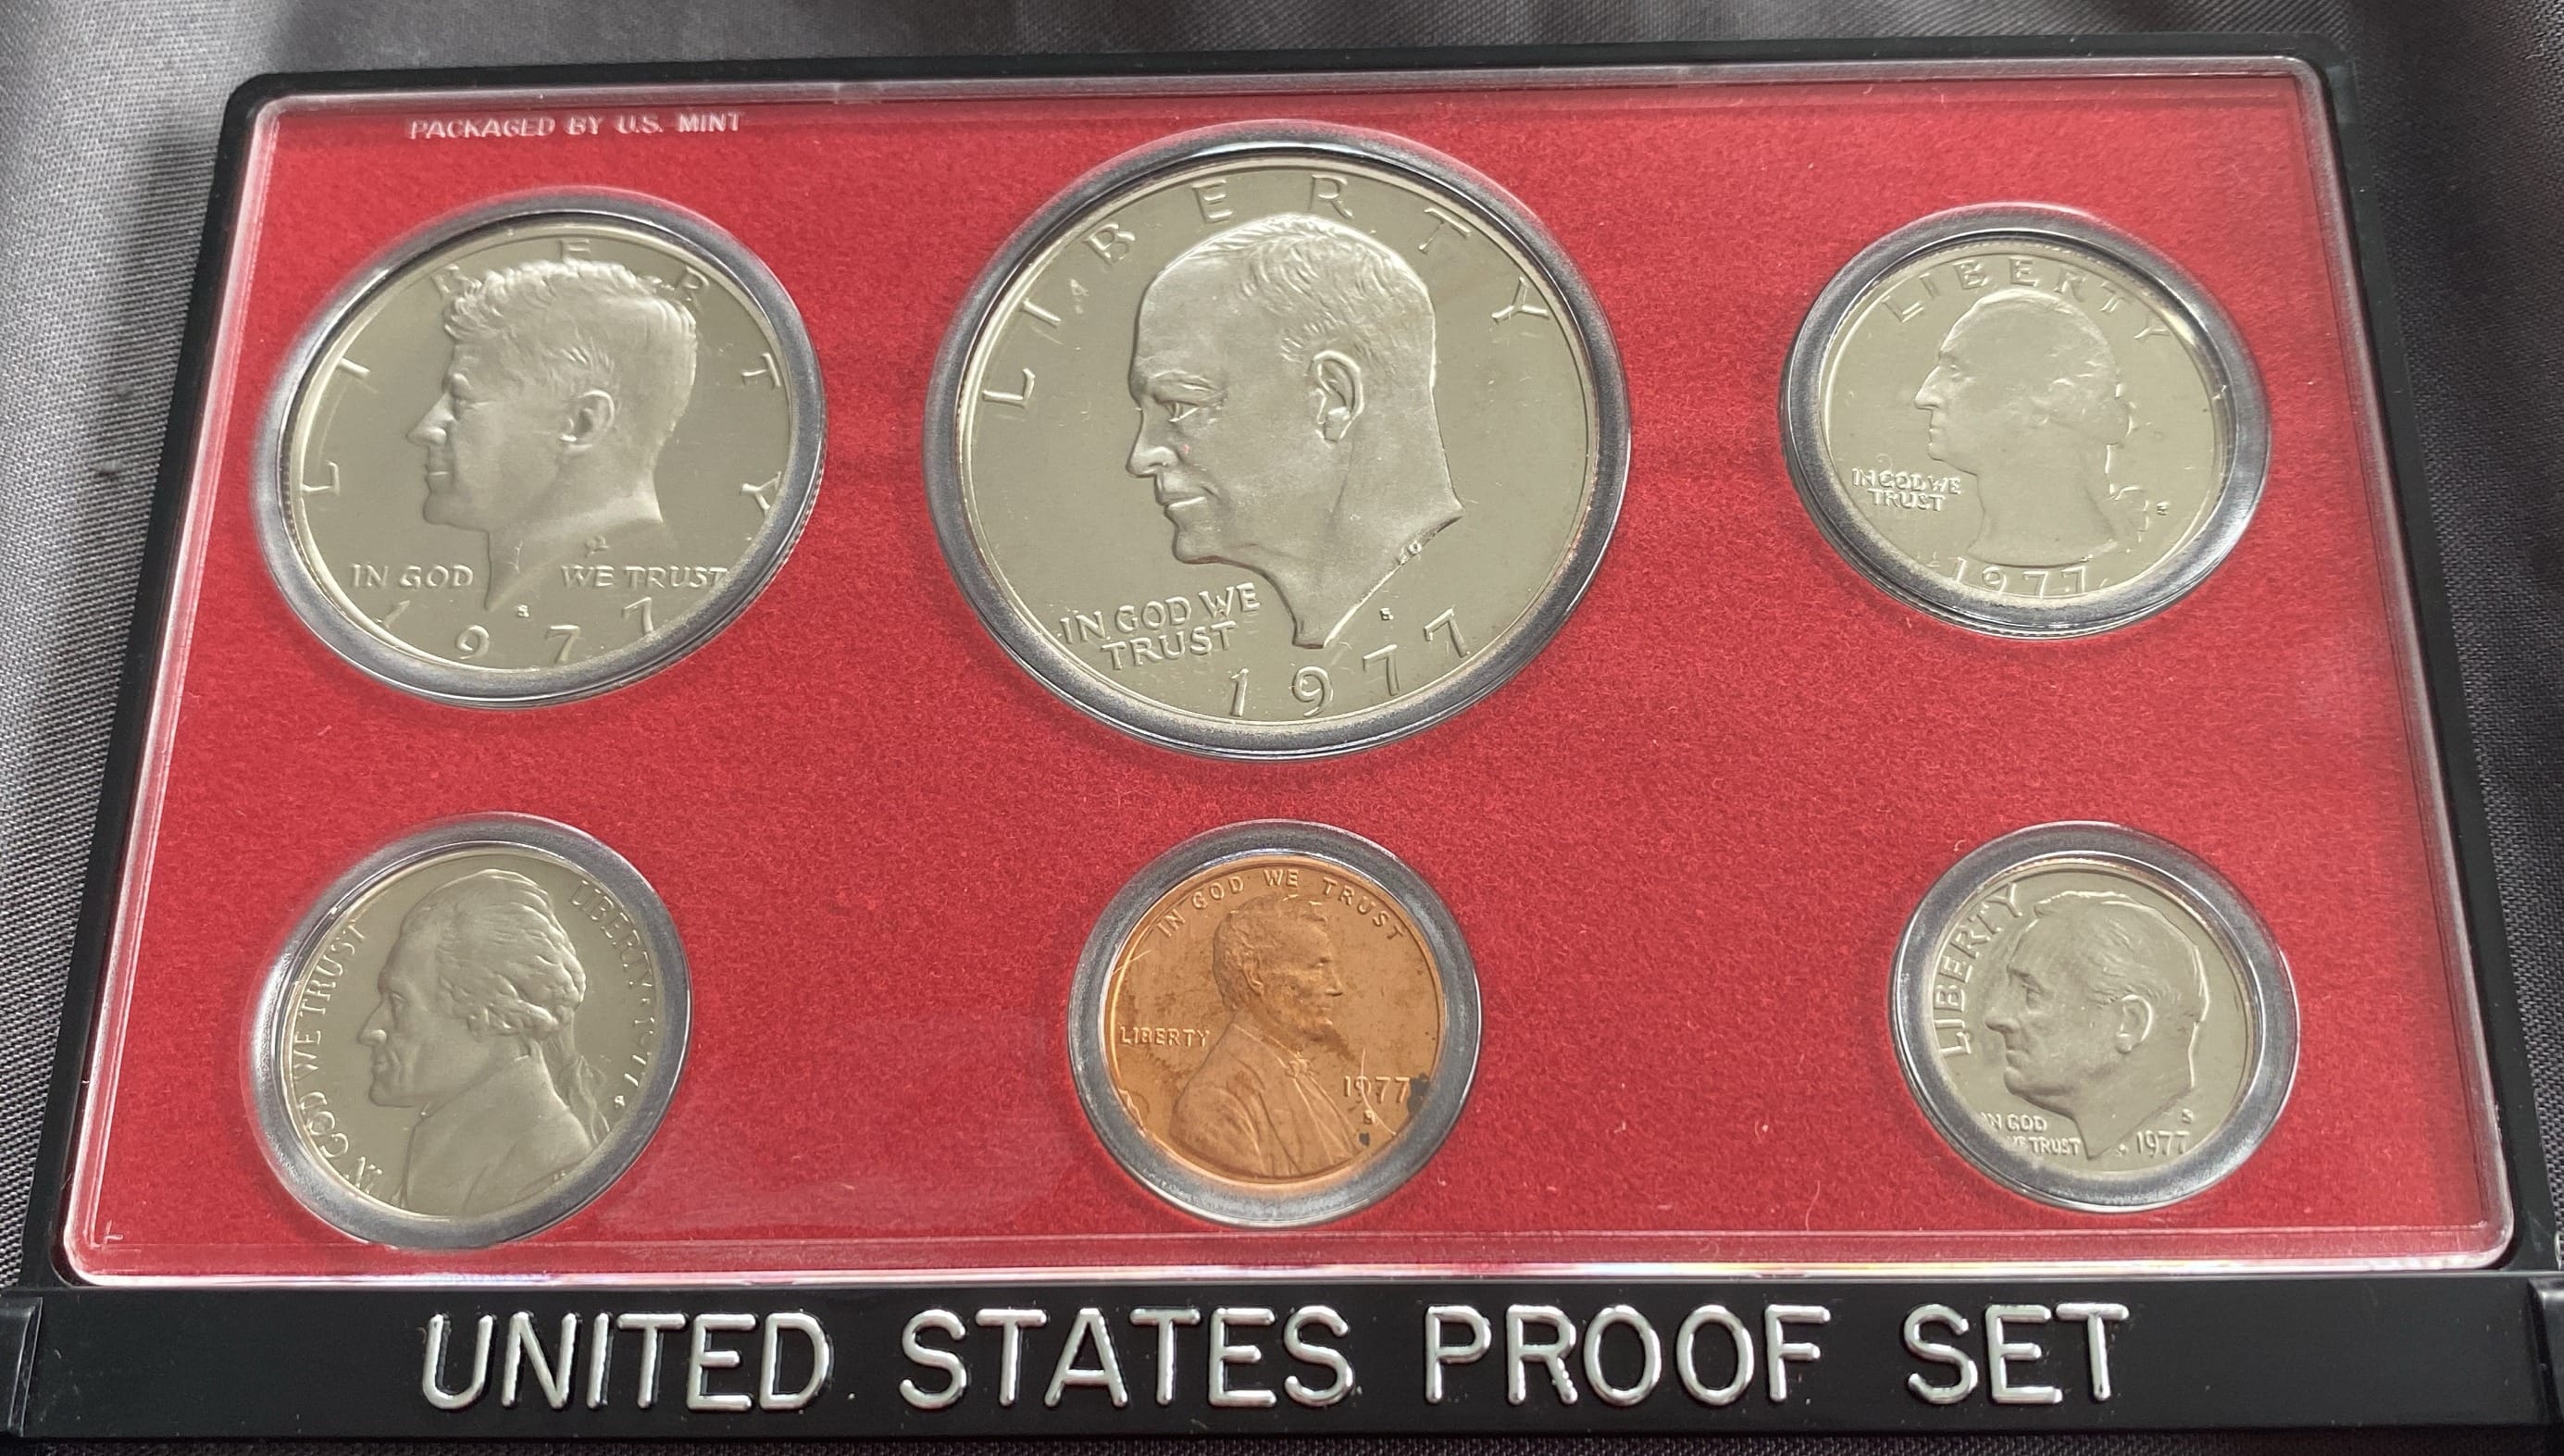 PACKAGED BY U.S. MINT
LIBERTY
IN GOD WE TRUST
S
1977
LIBERTY
IN GOD WE
TRUST
S
1977
LIBERTY
IN GOD WE
TRUST
S
1977
IN GOD WE TRUST
LIBERTY 1977 S
IN GOD WE TRUST
LIBERTY
1977
S
LIBERTY
IN GOD
WE TRUST
S
1977
UNITED STATES PROOF SET